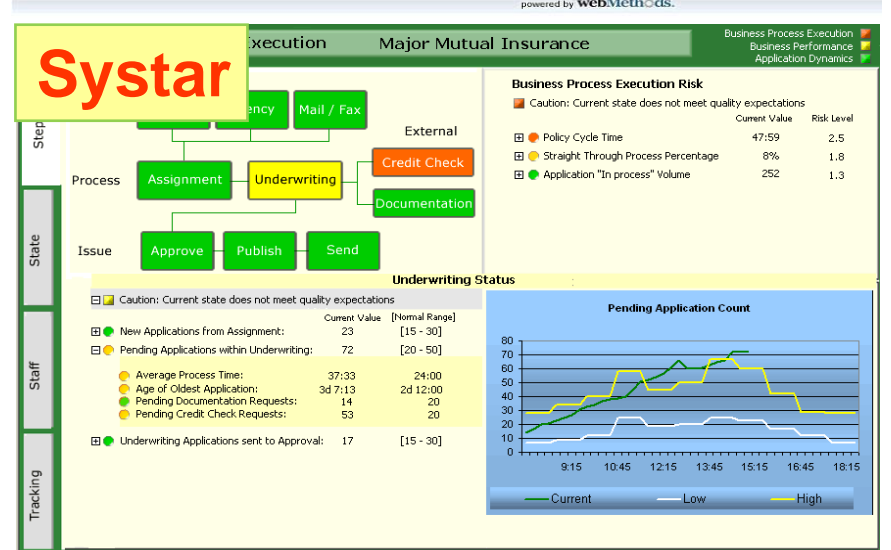 powered by webMethods.
Systar
Major Mutual Insurance
Business Process Execution
Business Performance
Application Dynamics
Mail / Fax
External
Credit Check
Process
Assignment
Underwriting
Documentation
Issue
Approve
Publish
Send
Business Process Execution Risk
Caution: Current state does not meet quality expectations
Current Value Risk Level
Policy Cycle Time 47:59 2.5
Straight Through Process Percentage 8% 1.8
Application "In process" Volume 252 1.3
Step
State
Staff
Tracking
Underwriting Status
Caution: Current state does not meet quality expectations
Current Value [Normal Range]
New Applications from Assignment: 23 [15 - 30]
Pending Applications within Underwriting: 72 [20 - 50]
Average Process Time: 37:33 24:00
Age of Oldest Application: 3d 7:13 2d 12:00
Pending Documentation Requests: 14 20
Pending Credit Check Requests: 53 20
Underwriting Applications sent to Approval: 17 [15 - 30]
Pending Application Count
80
70
60
50
40
30
20
10
0
9:15 10:45 12:15 13:45 15:15 16:45 18:15
Current Low High